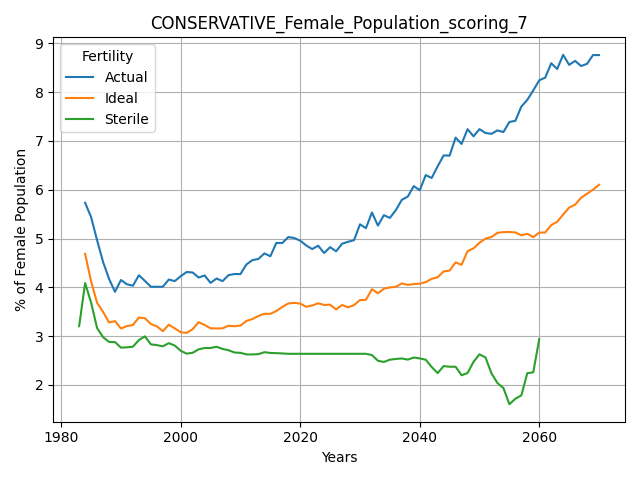 CONSERVATIVE_Female_Population_scoring_7
Fertility
Actual
Ideal
Sterile
% of Female Population
9
8
7
6
5
4
3
2
1980 2000 2020 2040 2060
Years